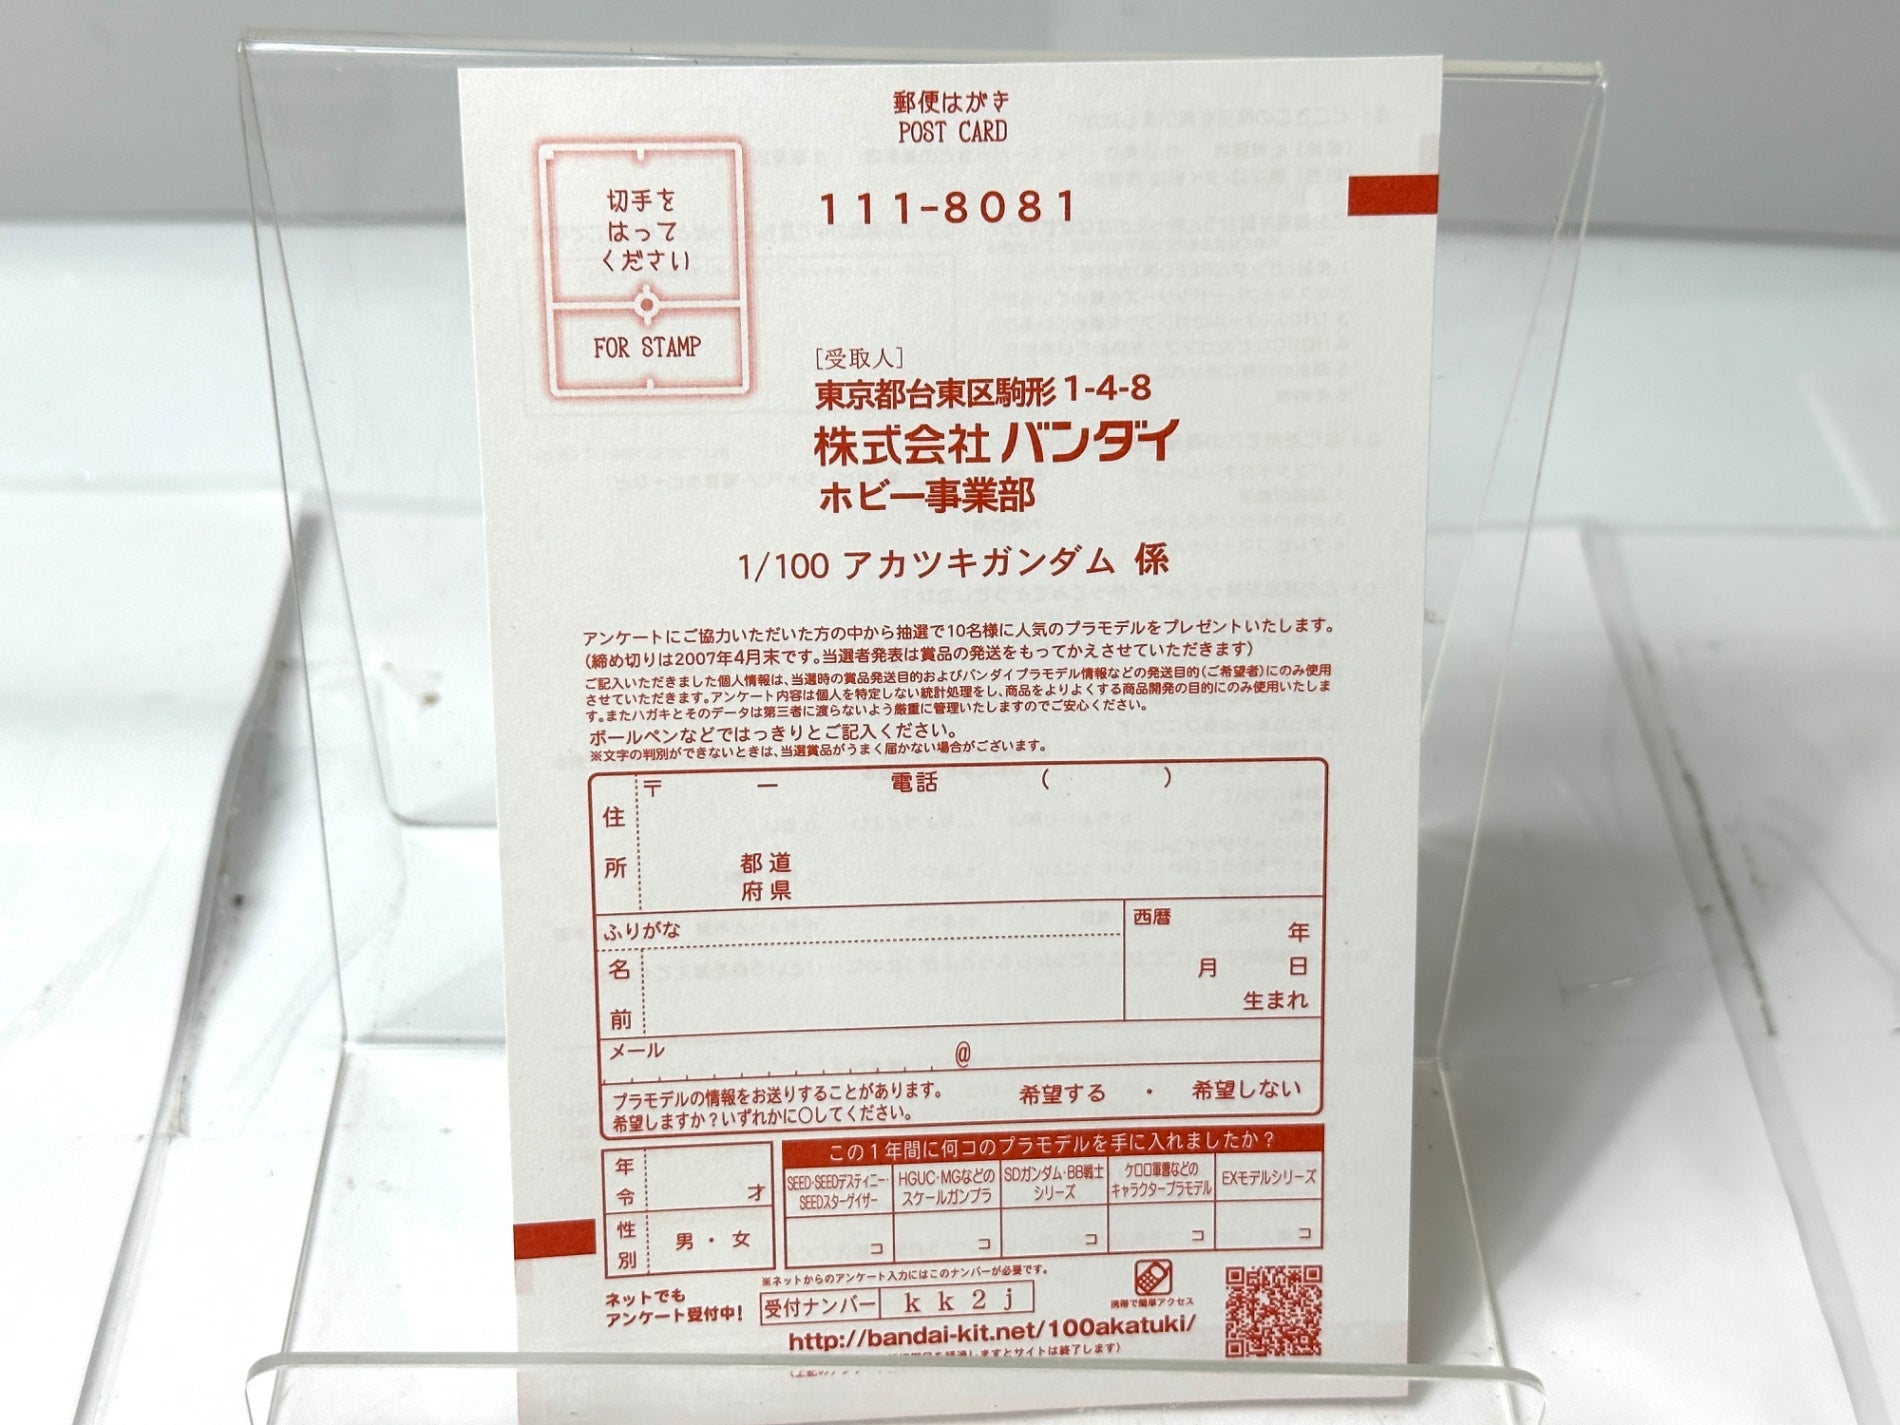 郵便はがき
POST CARD
切手を
はって
ください
FOR STAMP
111-8081
[受取人]
東京都台東区駒形1-4-8
株式会社 バンダイ
ホビー事業部
1/100 アカツキガンダム 係
アンケートにご協力いただいた方の中から抽選で10名様に人気のプラモデルをプレゼントいたします。
(締め切りは2007年4月末です。当選者発表は賞品の発送をもってかえさせていただきます)
ご記入いただきました個人情報は、当選時の賞品発送目的およびバンダイプラモデル情報などの発送目的(ご希望者)にのみ使用
させていただきます。アンケート内容は個人を特定しない統計処理をし、商品をよりよくする商品開発の目的にのみ使用いたしま
す。またハガキとそのデータは第三者に渡らないよう厳重に管理いたしますのでご安心ください。
ボールペンなどではっきりとご記入ください。
※文字の判別ができないときは、当選賞品がうまく届かない場合がございます。
〒 ー 電話 ( )
住所
都道
府県
ふりがな
名前
西暦
年
月 日
生まれ
メール @
プラモデルの情報をお送りすることがあります。
希望しますか?いずれかに〇してください。
希望する ・ 希望しない
年令 才
性別 男・女
この1年間に何コのプラモデルを手に入れましたか?
SEED・SEEDデスティニー・
SEEDスターゲイザー
HGUC・MGなどの
スケールガンプラ
SDガンダム・BB戦士
シリーズ
ケロロ軍曹などの
キャラクタープラモデル
EXモデルシリーズ
コ コ コ コ コ
※ネットからのアンケート入力にはこのナンバーが必要です。
ネットでも
アンケート受付中!
受付ナンバー kk2j
携帯で簡単アクセス
http://bandai-kit.net/100akatuki/
を経過しますとサイトは終了します)